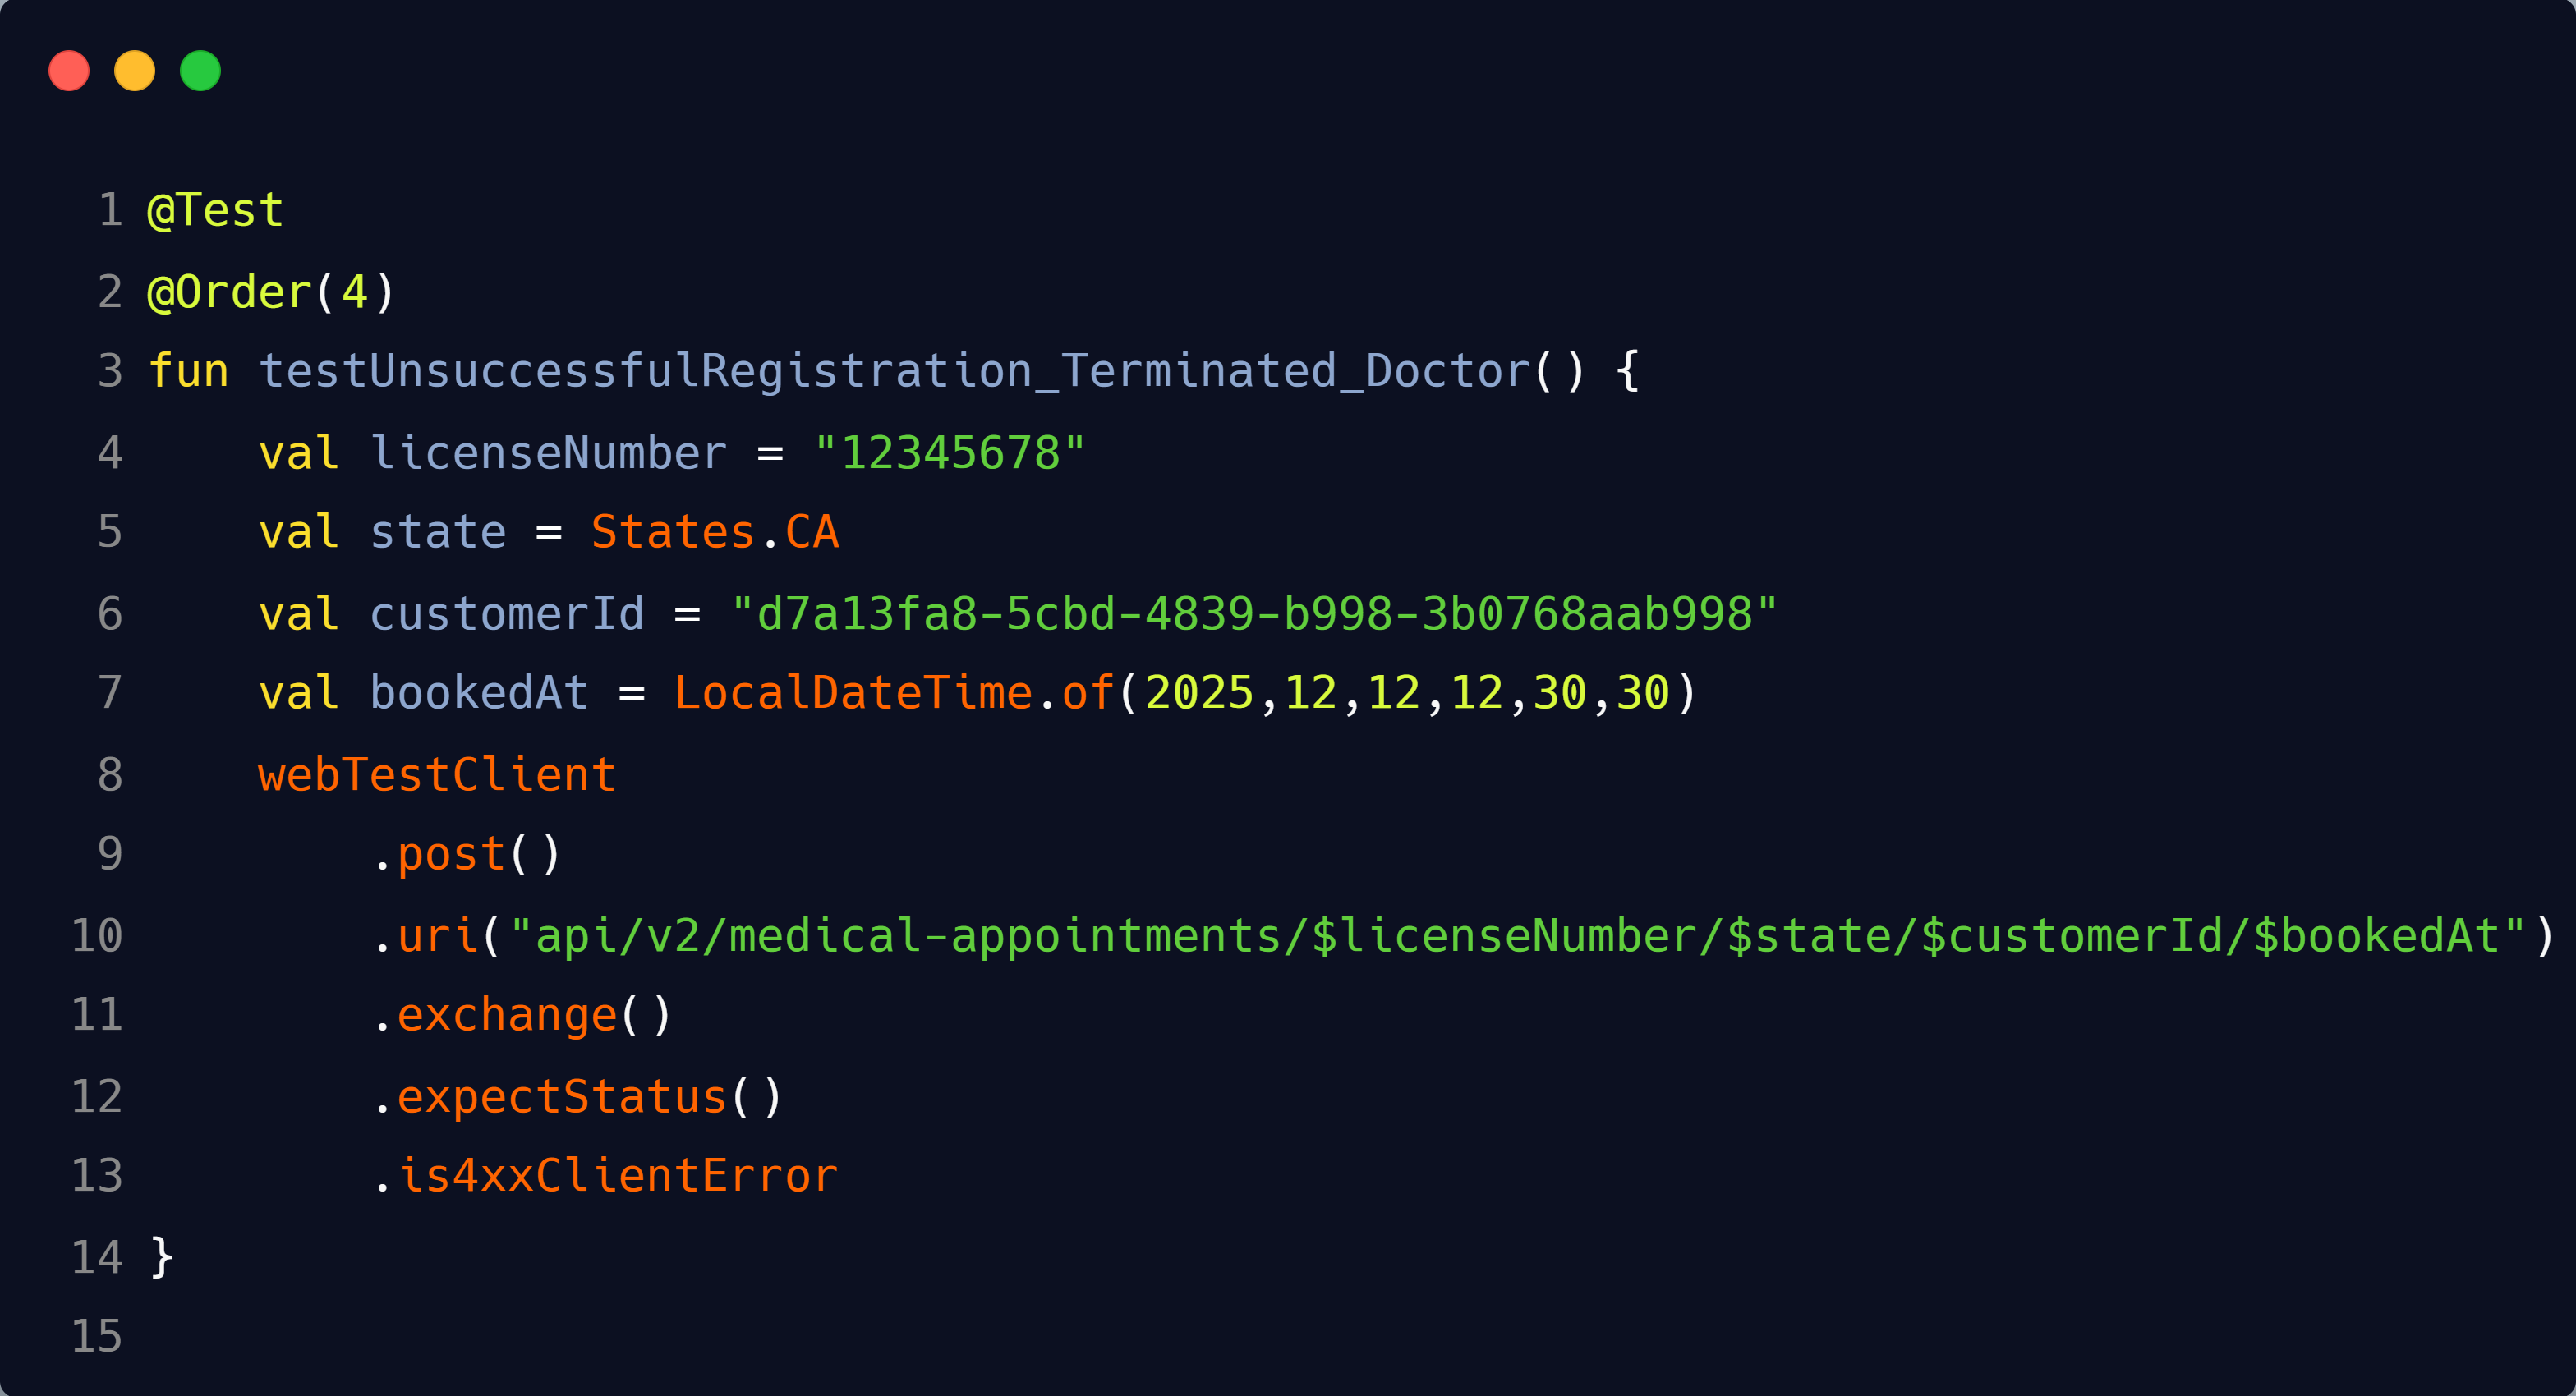 1 @Test
2 @Order(4)
3 fun testUnsuccessfulRegistration_Terminated_Doctor() {
4     val licenseNumber = "12345678"
5     val state = States.CA
6     val customerId = "d7a13fa8-5cbd-4839-b998-3b0768aab998"
7     val bookedAt = LocalDateTime.of(2025,12,12,12,30,30)
8     webTestClient
9         .post()
10         .uri("api/v2/medical-appointments/$licenseNumber/$state/$customerId/$bookedAt")
11         .exchange()
12         .expectStatus()
13         .is4xxClientError
14 }
15